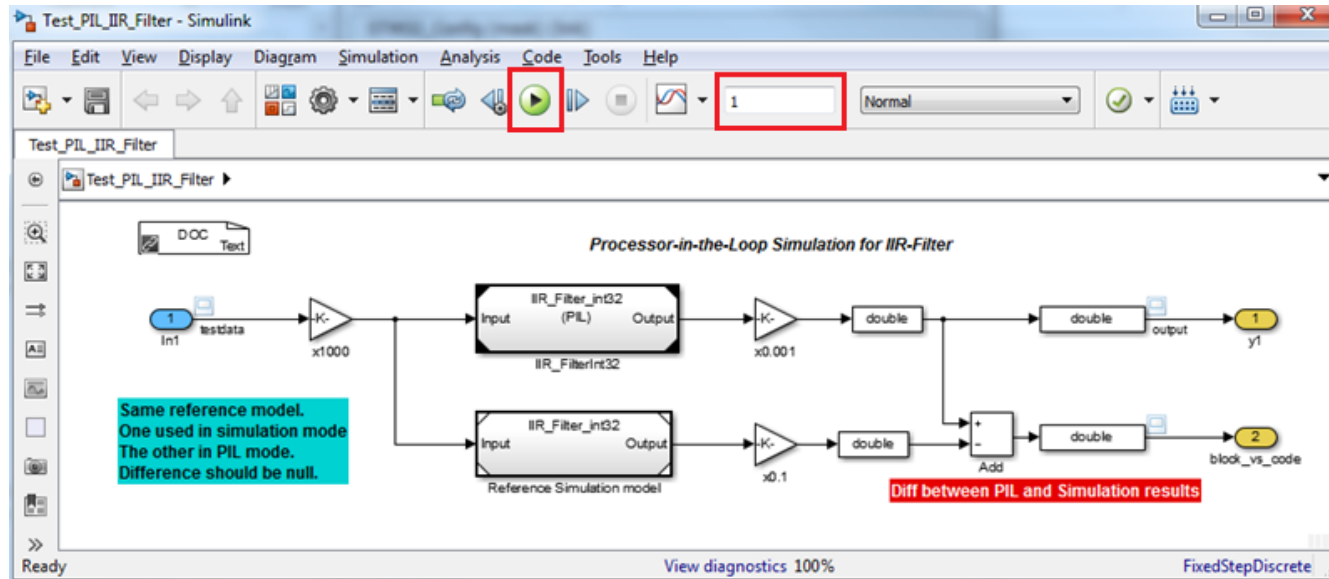 Test_PIL_IIR_Filter - Simulink
File Edit View Display Diagram Simulation Analysis Code Tools Help
1 Normal
Test_PIL_IIR_Filter
Test_PIL_IIR_Filter
DOC
Text
Processor-in-the-Loop Simulation for IIR-Filter
1
In1
testdata
-K-
x1000
IIR_Filter_int32
(PIL)
Input Output
IIR_FilterInt32
-K-
x0.001
double
double
output
1
y1
Same reference model.
One used in simulation mode
The other in PIL mode.
Difference should be null.
IIR_Filter_int32
Input Output
Reference Simulation model
-K-
x0.1
double
+
−
Add
double
2
block_vs_code
Diff between PIL and Simulation results
Ready View diagnostics 100% FixedStepDiscrete